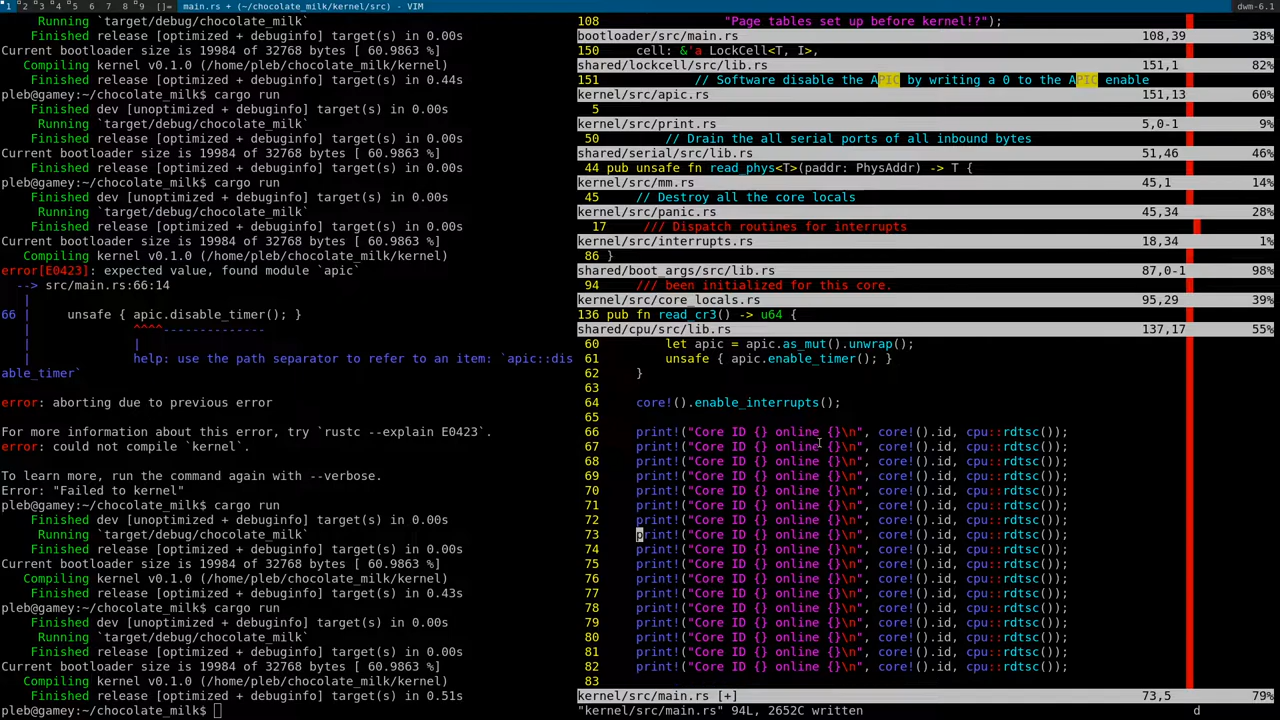 1 2 3 4 5 6 7 8 9 []= main.rs + (~/chocolate_milk/kernel/src) - VIM dwm-6.1
Running `target/debug/chocolate_milk`
Finished release [optimized + debuginfo] target(s) in 0.00s
Current bootloader size is 19984 of 32768 bytes [ 60.9863 %]
Compiling kernel v0.1.0 (/home/pleb/chocolate_milk/kernel)
Finished release [optimized + debuginfo] target(s) in 0.44s
pleb@gamey:~/chocolate_milk$ cargo run
Finished dev [unoptimized + debuginfo] target(s) in 0.00s
Running `target/debug/chocolate_milk`
Finished release [optimized + debuginfo] target(s) in 0.00s
Current bootloader size is 19984 of 32768 bytes [ 60.9863 %]
pleb@gamey:~/chocolate_milk$ cargo run
Finished dev [unoptimized + debuginfo] target(s) in 0.00s
Running `target/debug/chocolate_milk`
Finished release [optimized + debuginfo] target(s) in 0.00s
Current bootloader size is 19984 of 32768 bytes [ 60.9863 %]
Compiling kernel v0.1.0 (/home/pleb/chocolate_milk/kernel)
error[E0423]: expected value, found module `apic`
--> src/main.rs:66:14
|
66 | unsafe { apic.disable_timer(); }
| ^^^^--------------
| |
| help: use the path separator to refer to an item: `apic::dis
able_timer`
error: aborting due to previous error
For more information about this error, try `rustc --explain E0423`.
error: could not compile `kernel`.
To learn more, run the command again with --verbose.
Error: "Failed to kernel"
pleb@gamey:~/chocolate_milk$ cargo run
Finished dev [unoptimized + debuginfo] target(s) in 0.00s
Running `target/debug/chocolate_milk`
Finished release [optimized + debuginfo] target(s) in 0.00s
Current bootloader size is 19984 of 32768 bytes [ 60.9863 %]
Compiling kernel v0.1.0 (/home/pleb/chocolate_milk/kernel)
Finished release [optimized + debuginfo] target(s) in 0.43s
pleb@gamey:~/chocolate_milk$ cargo run
Finished dev [unoptimized + debuginfo] target(s) in 0.00s
Running `target/debug/chocolate_milk`
Finished release [optimized + debuginfo] target(s) in 0.00s
Current bootloader size is 19984 of 32768 bytes [ 60.9863 %]
Compiling kernel v0.1.0 (/home/pleb/chocolate_milk/kernel)
Finished release [optimized + debuginfo] target(s) in 0.51s
pleb@gamey:~/chocolate_milk$
108 "Page tables set up before kernel!?");
bootloader/src/main.rs 108,39 38%
150 cell: &'a LockCell<T, I>,
shared/lockcell/src/lib.rs 151,1 82%
151 // Software disable the APIC by writing a 0 to the APIC enable
kernel/src/apic.rs 151,13 60%
5
kernel/src/print.rs 5,0-1 9%
50 // Drain the all serial ports of all inbound bytes
shared/serial/src/lib.rs 51,46 46%
44 pub unsafe fn read_phys<T>(paddr: PhysAddr) -> T {
kernel/src/mm.rs 45,1 14%
45 // Destroy all the core locals
kernel/src/panic.rs 45,34 28%
17 /// Dispatch routines for interrupts
kernel/src/interrupts.rs 18,34 1%
86 }
shared/boot_args/src/lib.rs 87,0-1 98%
94 /// been initialized for this core.
kernel/src/core_locals.rs 95,29 39%
136 pub fn read_cr3() -> u64 {
shared/cpu/src/lib.rs 137,17 55%
60 let apic = apic.as_mut().unwrap();
61 unsafe { apic.enable_timer(); }
62 }
63
64 core!().enable_interrupts();
65
66 print!("Core ID {} online {}\n", core!().id, cpu::rdtsc());
67 print!("Core ID {} online {}\n", core!().id, cpu::rdtsc());
68 print!("Core ID {} online {}\n", core!().id, cpu::rdtsc());
69 print!("Core ID {} online {}\n", core!().id, cpu::rdtsc());
70 print!("Core ID {} online {}\n", core!().id, cpu::rdtsc());
71 print!("Core ID {} online {}\n", core!().id, cpu::rdtsc());
72 print!("Core ID {} online {}\n", core!().id, cpu::rdtsc());
73 print!("Core ID {} online {}\n", core!().id, cpu::rdtsc());
74 print!("Core ID {} online {}\n", core!().id, cpu::rdtsc());
75 print!("Core ID {} online {}\n", core!().id, cpu::rdtsc());
76 print!("Core ID {} online {}\n", core!().id, cpu::rdtsc());
77 print!("Core ID {} online {}\n", core!().id, cpu::rdtsc());
78 print!("Core ID {} online {}\n", core!().id, cpu::rdtsc());
79 print!("Core ID {} online {}\n", core!().id, cpu::rdtsc());
80 print!("Core ID {} online {}\n", core!().id, cpu::rdtsc());
81 print!("Core ID {} online {}\n", core!().id, cpu::rdtsc());
82 print!("Core ID {} online {}\n", core!().id, cpu::rdtsc());
83
kernel/src/main.rs [+] 73,5 79%
"kernel/src/main.rs" 94L, 2652C written d